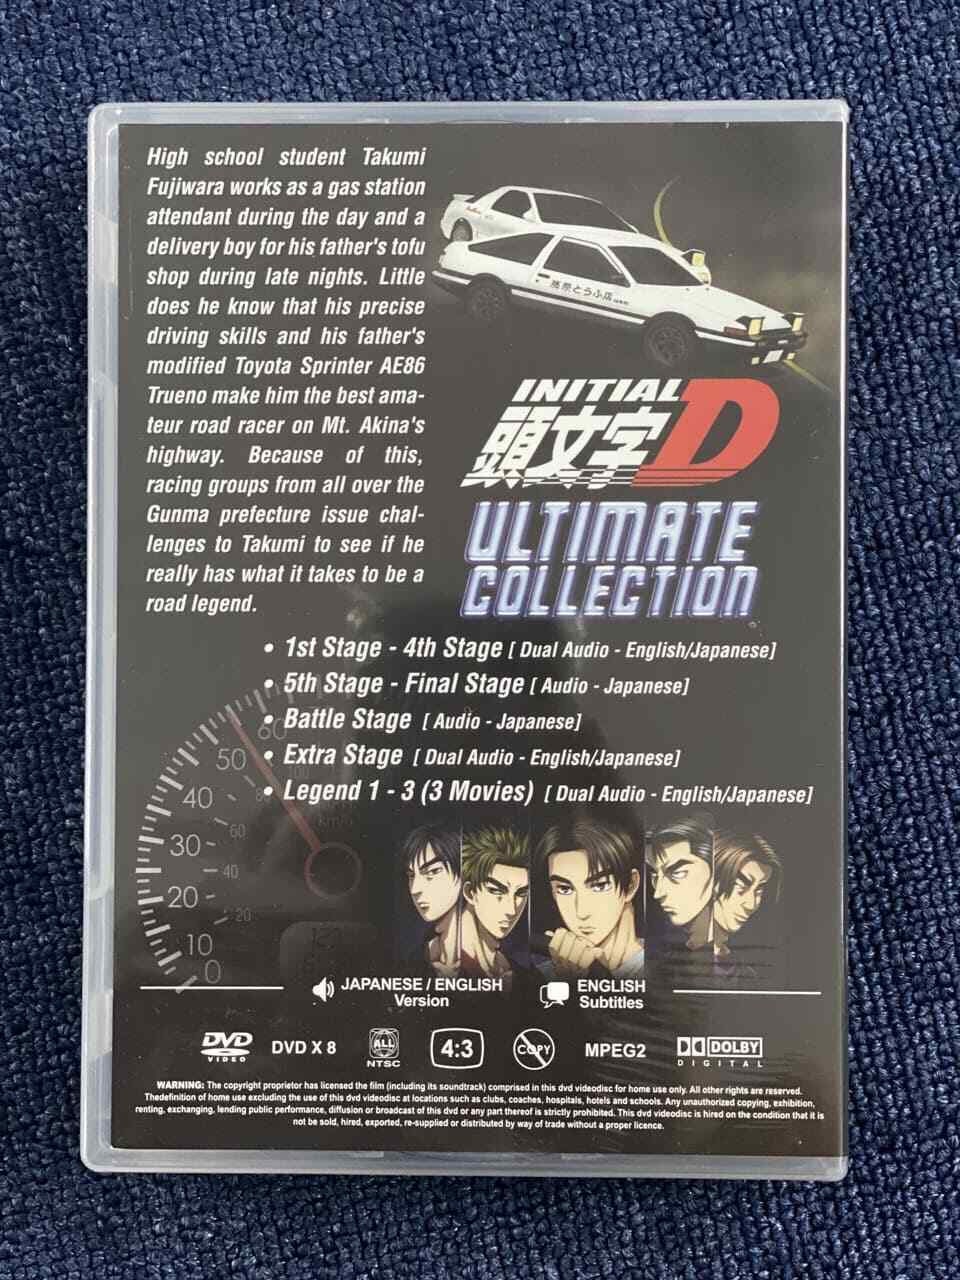 High school student Takumi
Fujiwara works as a gas station
attendant during the day and a
delivery boy for his father's tofu
shop during late nights. Little
does he know that his precise
driving skills and his father's
modified Toyota Sprinter AE86
Trueno make him the best ama-
teur road racer on Mt. Akina's
highway. Because of this,
racing groups from all over the
Gunma prefecture issue chal-
lenges to Takumi to see if he
really has what it takes to be a
road legend.
藤原とうふ店
INITIAL
頭文字D
ULTIMATE
COLLECTION
• 1st Stage - 4th Stage [ Dual Audio - English/Japanese]
• 5th Stage - Final Stage [ Audio - Japanese]
• Battle Stage [ Audio - Japanese]
• Extra Stage [ Dual Audio - English/Japanese]
• Legend 1 - 3 (3 Movies) [ Dual Audio - English/Japanese]
60
50
40
30
20
10
0
100
80
60
40
20
km/h
JAPANESE / ENGLISH
Version
ENGLISH
Subtitles
DVD
VIDEO
DVD X 8
ALL
NTSC
4:3
COPY
MPEG2
DOLBY
DIGITAL
WARNING: The copyright proprietor has licensed the film (including its soundtrack) comprised in this dvd videodisc for home use only. All other rights are reserved.
Thedefinition of home use excluding the use of this dvd videodisc at locations such as clubs, coaches, hospitals, hotels and schools. Any unauthorized copying, exhibition,
renting, exchanging, lending public performance, diffusion or broadcast of this dvd or any part thereof is strictly prohibited. This dvd videodisc is hired on the condition that it is
not be sold, hired, exported, re-supplied or distributed by way of trade without a proper licence.